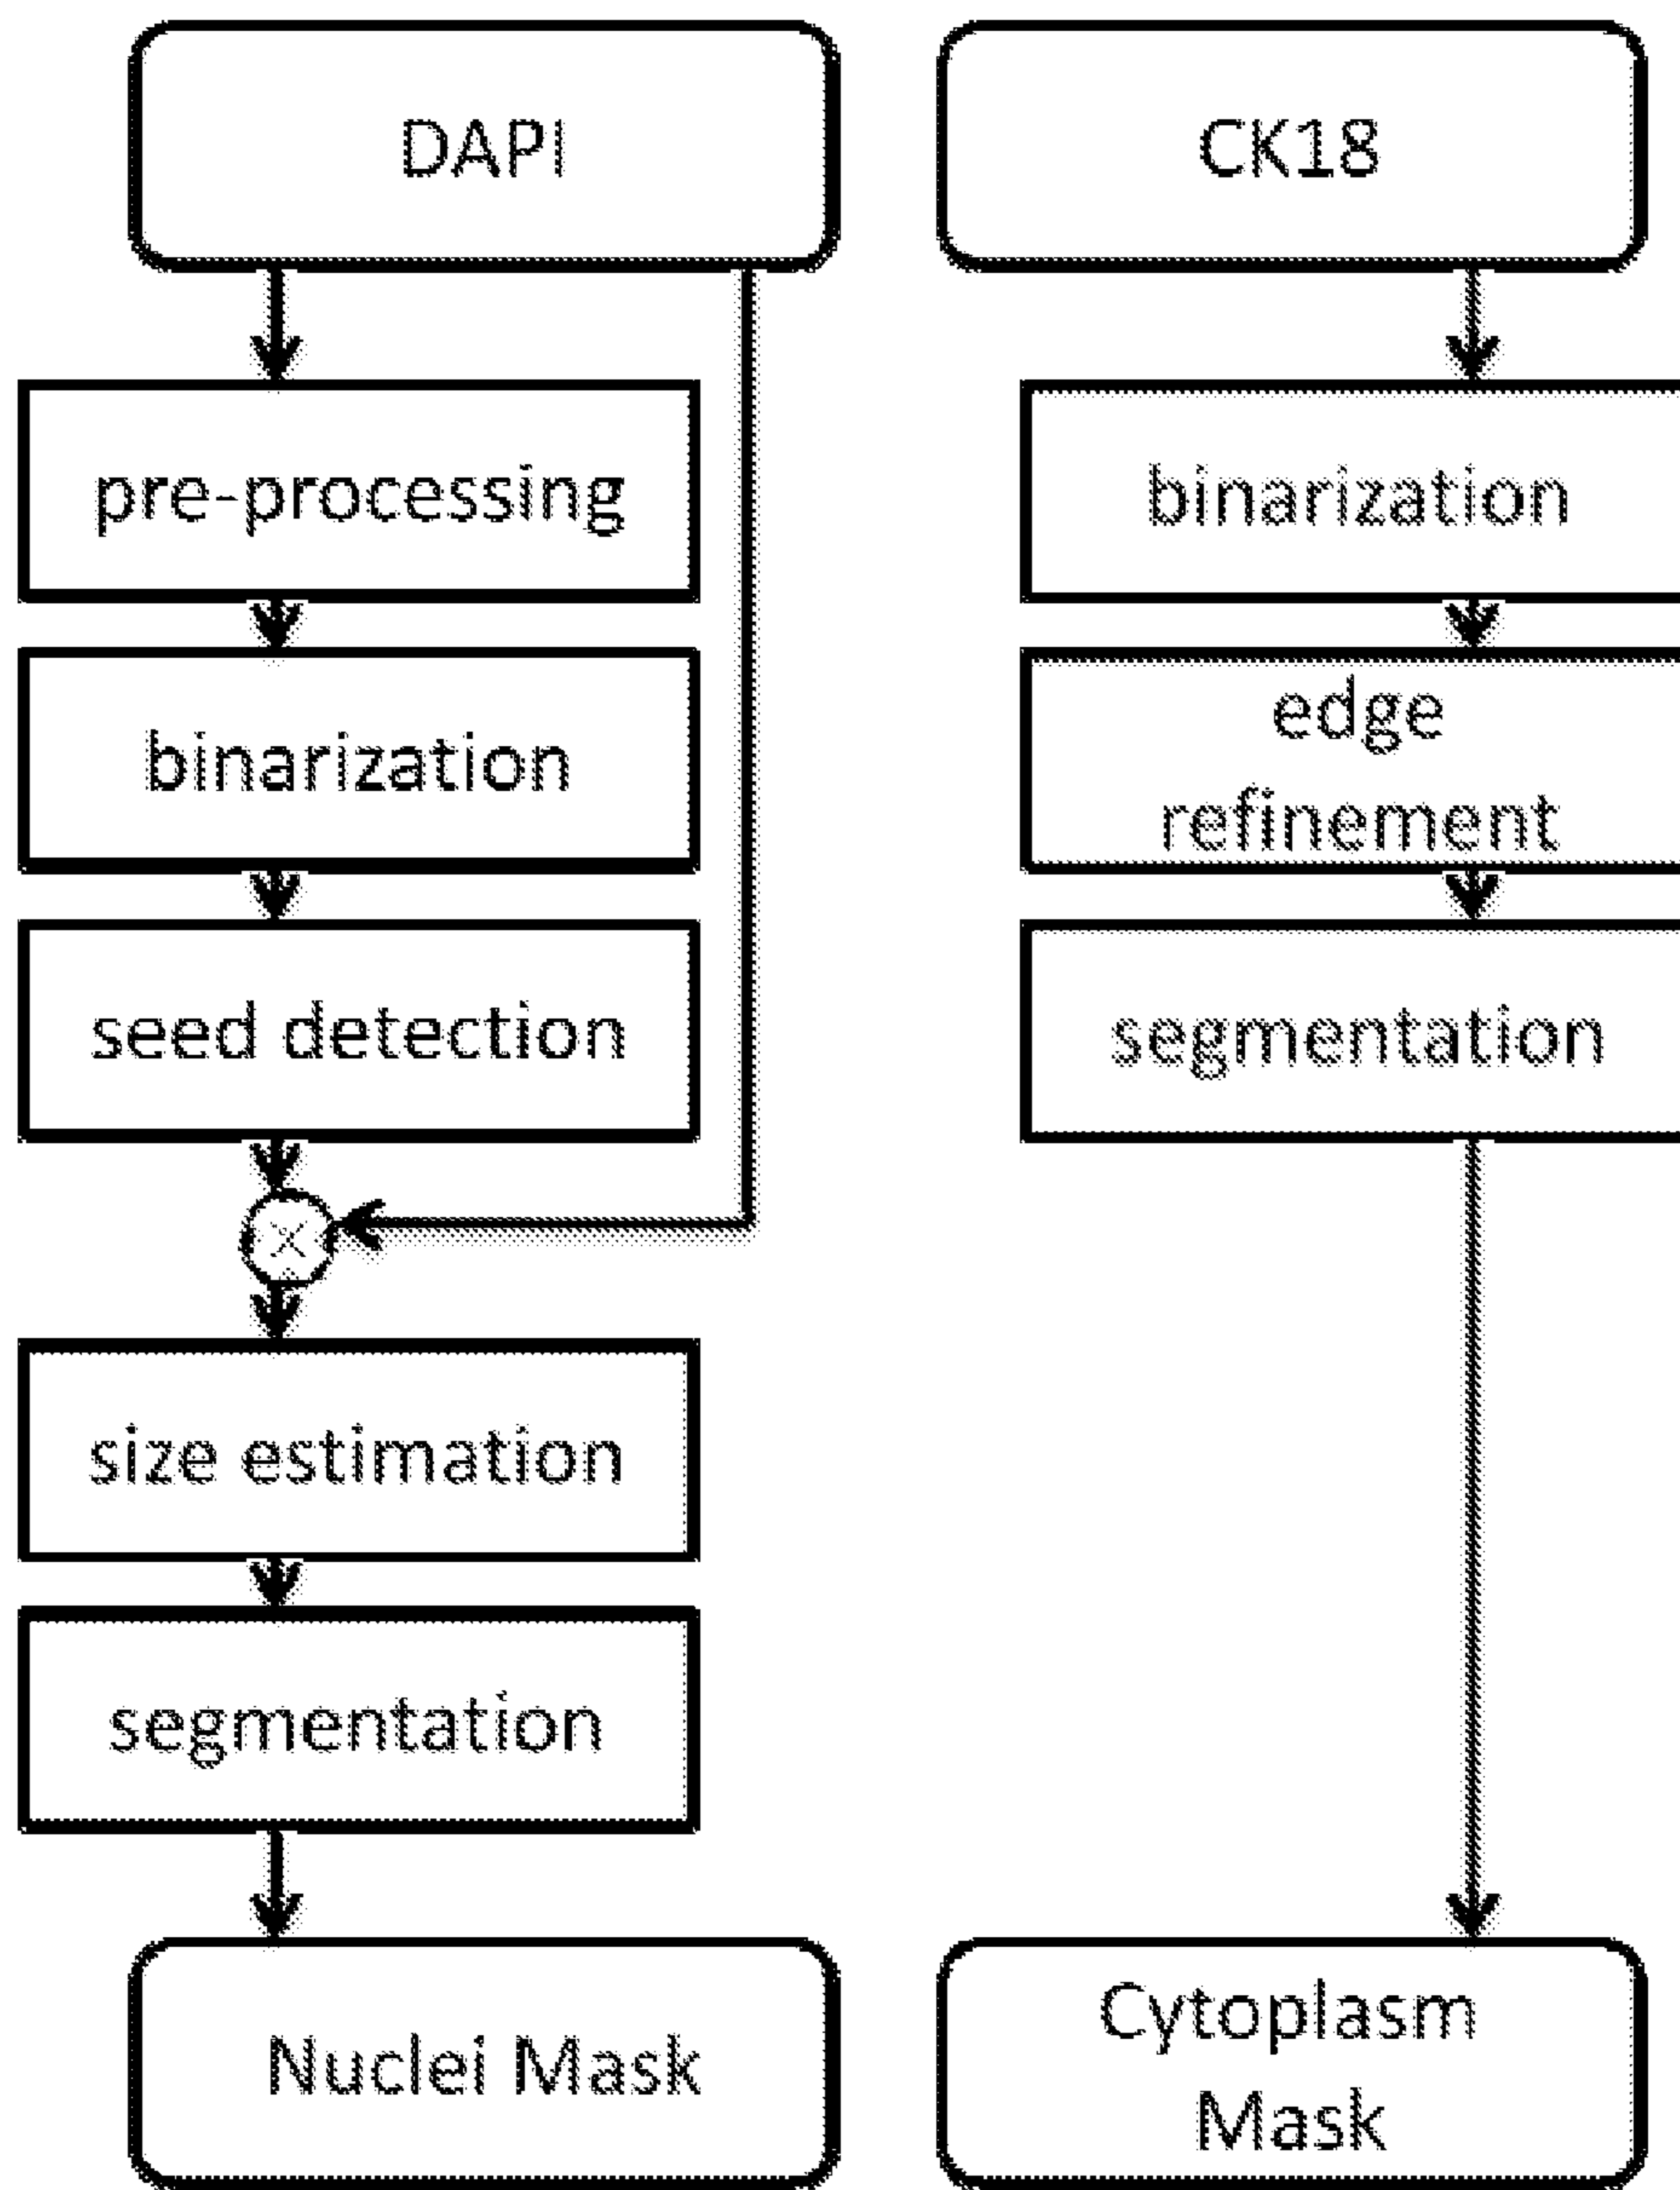 DAPI
pre-processing
binarization
seed detection
size estimation
segmentation
Nuclei Mask
CK18
binarization
edge
refinement
segmentation
Cytoplasm
Mask